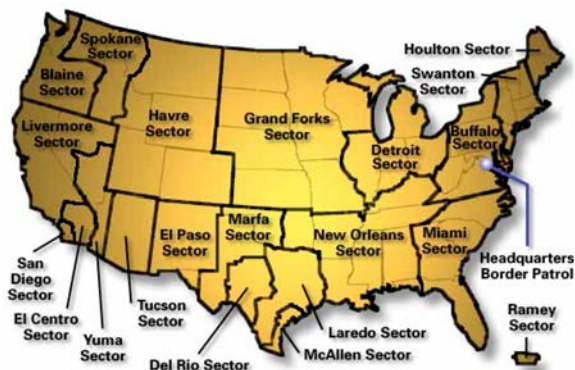 Spokane
Sector
Houlton Sector
Swanton
Sector
Blaine
Sector
Livermore
Sector
Havre
Sector
Grand Forks
Sector
Detroit
Sector
Buffalo
Sector
El Paso
Sector
Marfa
Sector
New Orleans
Sector
Miami
Sector
Headquarters
Border Patrol
San
Diego
Sector
El Centro
Sector
Yuma
Sector
Tucson
Sector
Del Rio Sector
McAllen Sector
Laredo Sector
Ramey
Sector